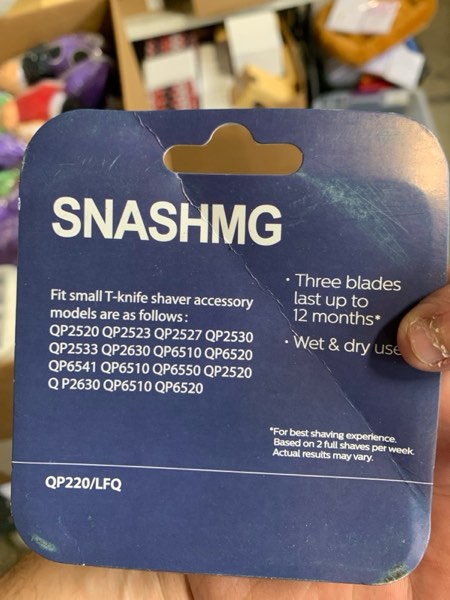 SNASHMG
Fit small T-knife shaver accessory
models are as follows:
QP2520 QP2523 QP2527 QP2530
QP2533 QP2630 QP6510 QP6520
QP6541 QP6510 QP6550 QP2520
Q P2630 QP6510 QP6520
· Three blades
last up to
12 months*
· Wet & dry use
*For best shaving experience.
Based on 2 full shaves per week.
Actual results may vary.
QP220/LFQ